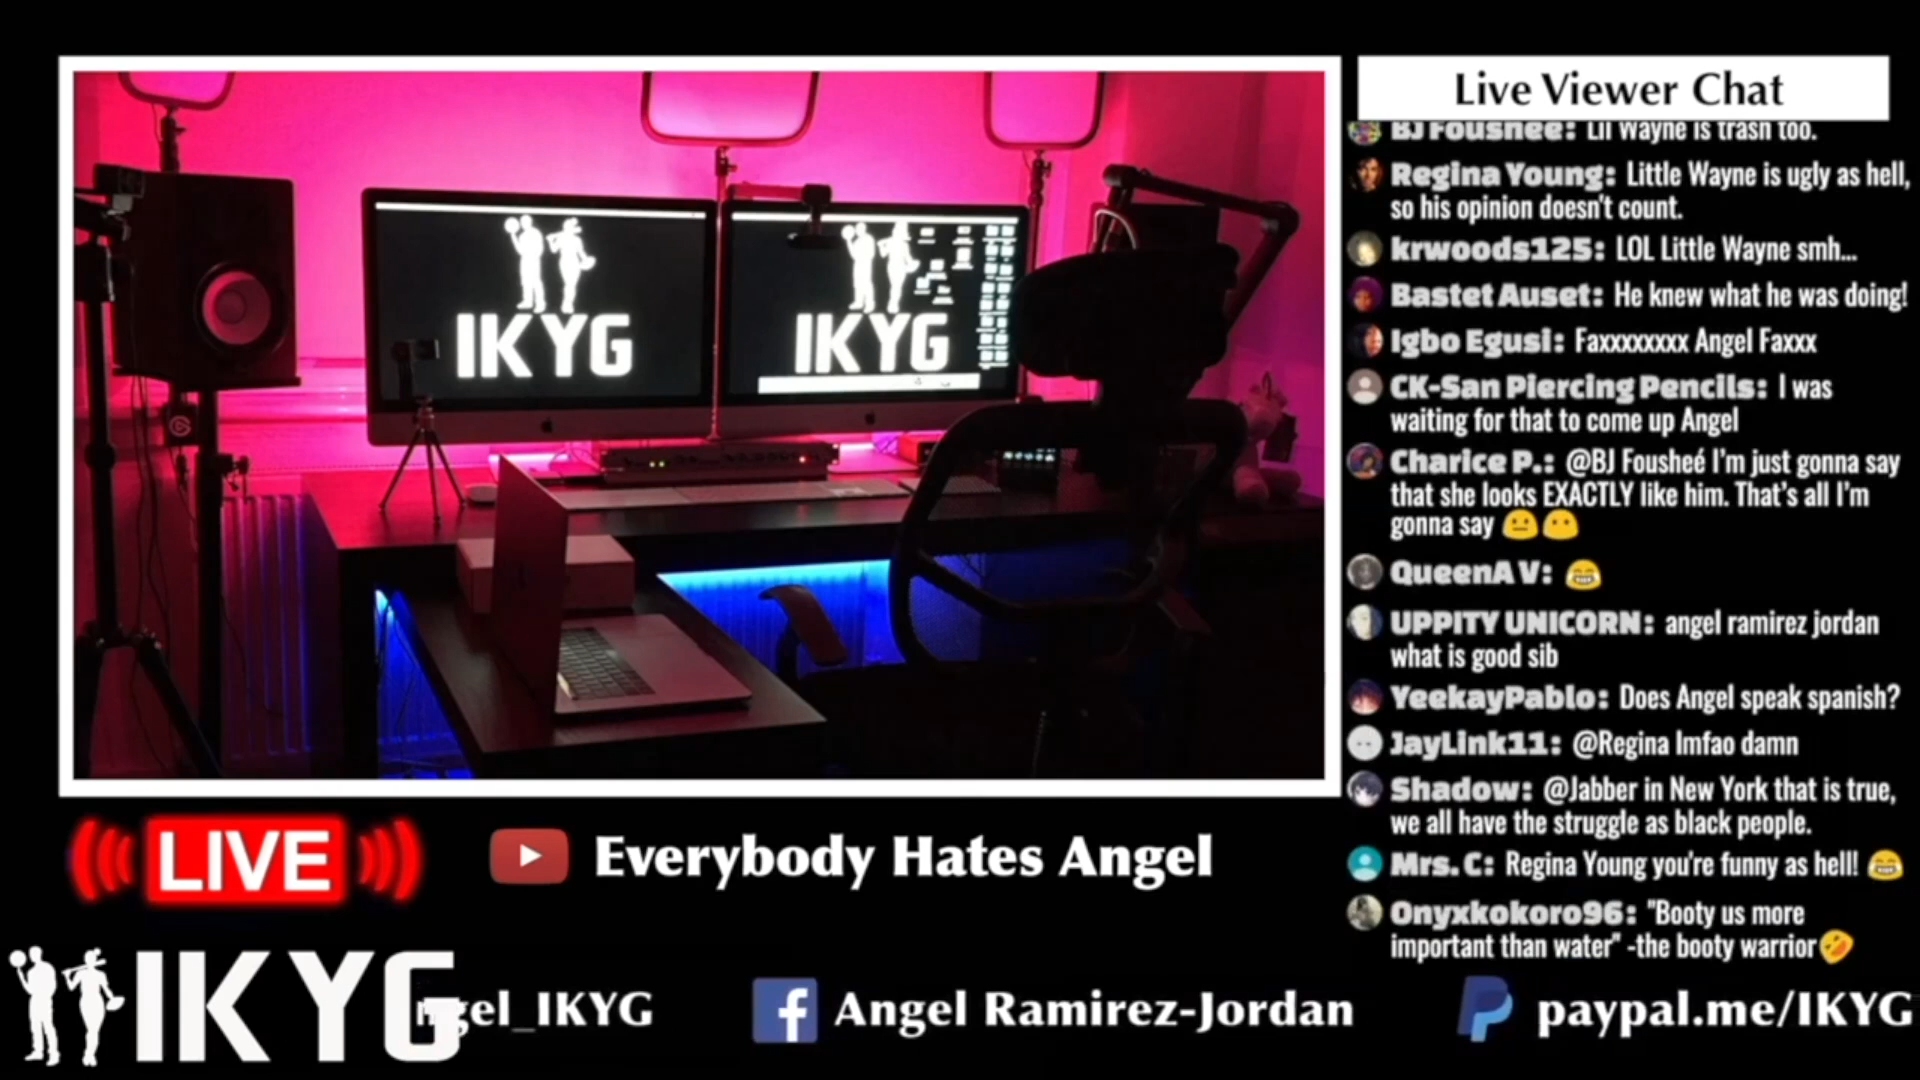 Live Viewer Chat
BJ Foushee: Lil Wayne is trash too.
Regina Young: Little Wayne is ugly as hell,
so his opinion doesn't count.
krwoods125: LOL Little Wayne smh...
Bastet Auset: He knew what he was doing!
Igbo Egusi: Faxxxxxxxx Angel Faxxx
CK-San Piercing Pencils: I was
waiting for that to come up Angel
Charice P.: @BJ Fousheé I'm just gonna say
that she looks EXACTLY like him. That's all I'm
gonna say 😐😶
QueenA V: 😂
UPPITY UNICORN: angel ramirez jordan
what is good sib
YeekayPablo: Does Angel speak spanish?
JayLink11: @Regina lmfao damn
Shadow: @Jabber in New York that is true,
we all have the struggle as black people.
Mrs. C: Regina Young you're funny as hell! 😂
Onyxkokoro96: "Booty us more
important than water" -the booty warrior🤣
IKYG
IKYG
LIVE
Everybody Hates Angel
IKYG
ngel_IKYG
Angel Ramirez-Jordan
paypal.me/IKYG